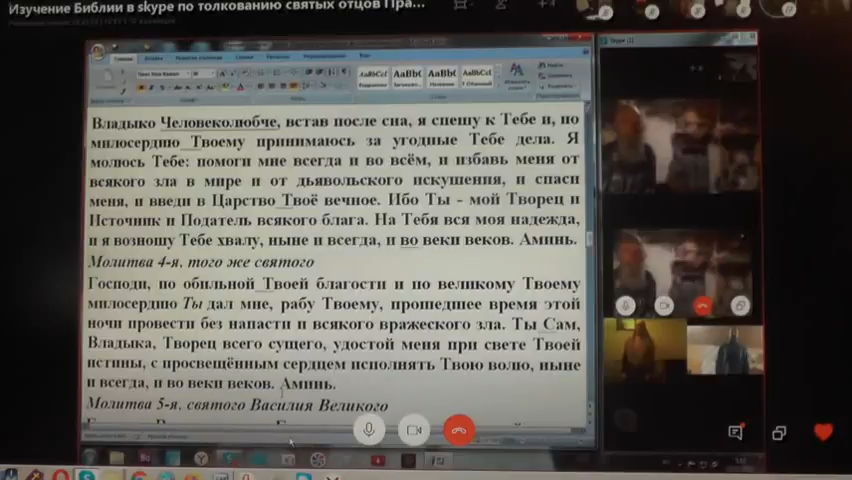 Изучение Библии в skype по толкованию святых отцов Пра...
Владыко Человеколюбче, встав после сна, я спешу к Тебе и, по
милосердию Твоему принимаюсь за угодные Тебе дела. Я
молюсь Тебе: помоги мне всегда и во всём, и избавь меня от
всякого зла в мире и от дьявольского искушения, и спаси
меня, и введи в Царство Твоё вечное. Ибо Ты - мой Творец и
Источник и Податель всякого блага. На Тебя вся моя надежда,
и я возношу Тебе хвалу, ныне и всегда, и во веки веков. Аминь.
Молитва 4-я, того же святого
Господи, по обильной Твоей благости и по великому Твоему
милосердию Ты дал мне, рабу Твоему, прошедшее время этой
ночи провести без напасти и всякого вражеского зла. Ты Сам,
Владыка, Творец всего сущего, удостой меня при свете Твоей
истины, с просвещённым сердцем исполнять Твою волю, ныне
и всегда, и во веки веков. Аминь.
Молитва 5-я, святого Василия Великого